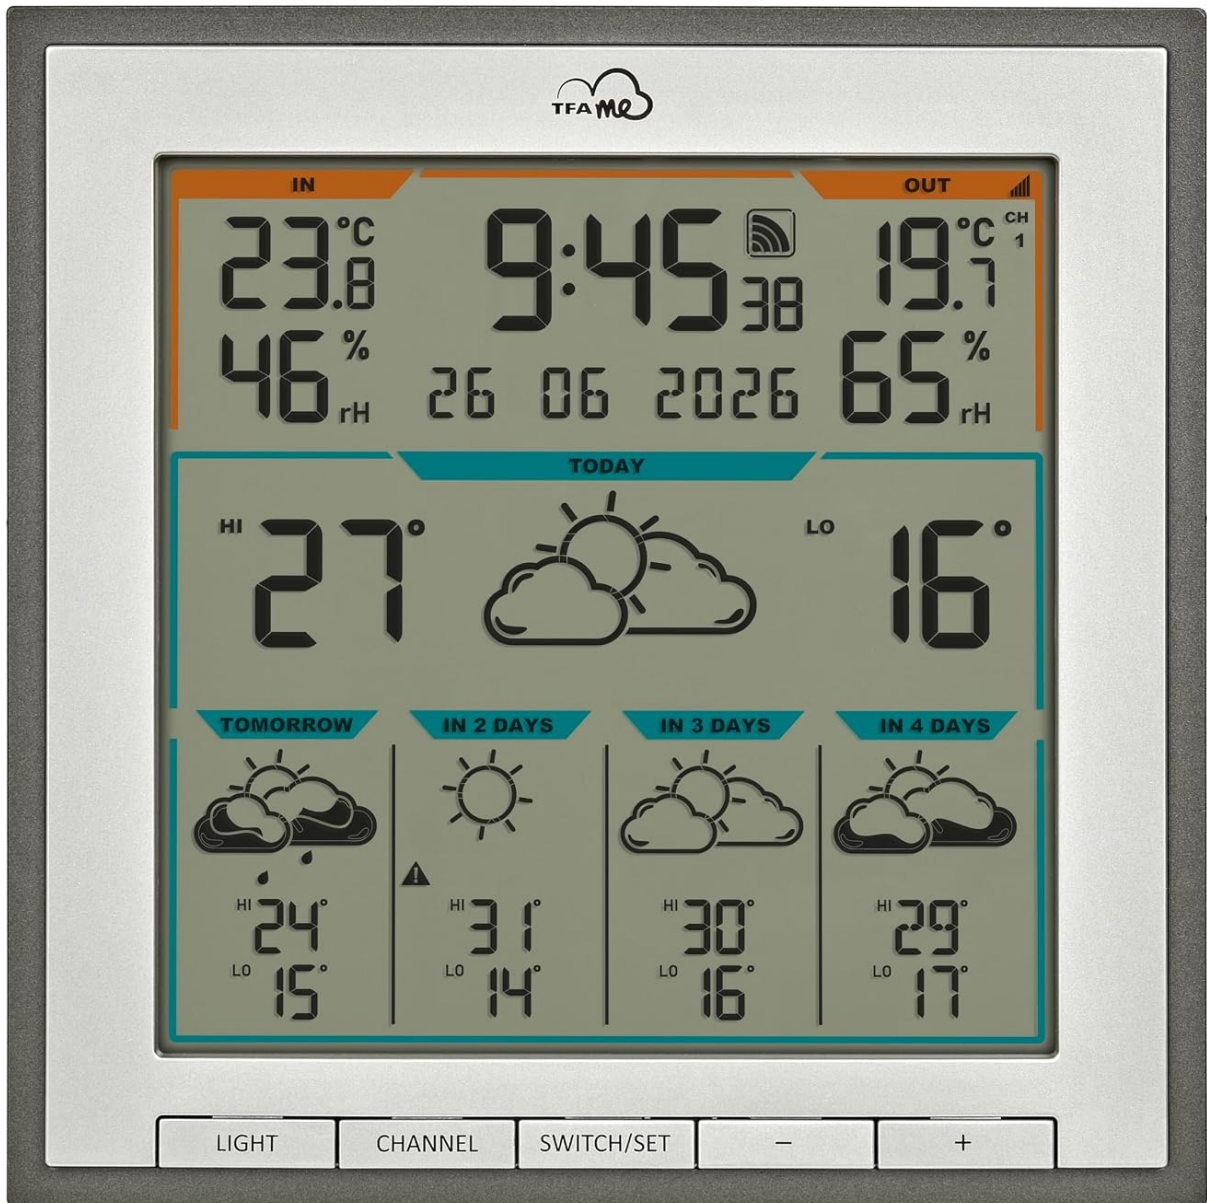 TFA me
IN
OUT
23.8 °C
9:45 38
19.7 °C
CH 1
46 % rH
26 06 2026
65 % rH
TODAY
HI 27°
LO 16°
TOMORROW
IN 2 DAYS
IN 3 DAYS
IN 4 DAYS
HI 24°
HI 31°
HI 30°
HI 29°
LO 15°
LO 14°
LO 16°
LO 17°
LIGHT
CHANNEL
SWITCH/SET
−
+